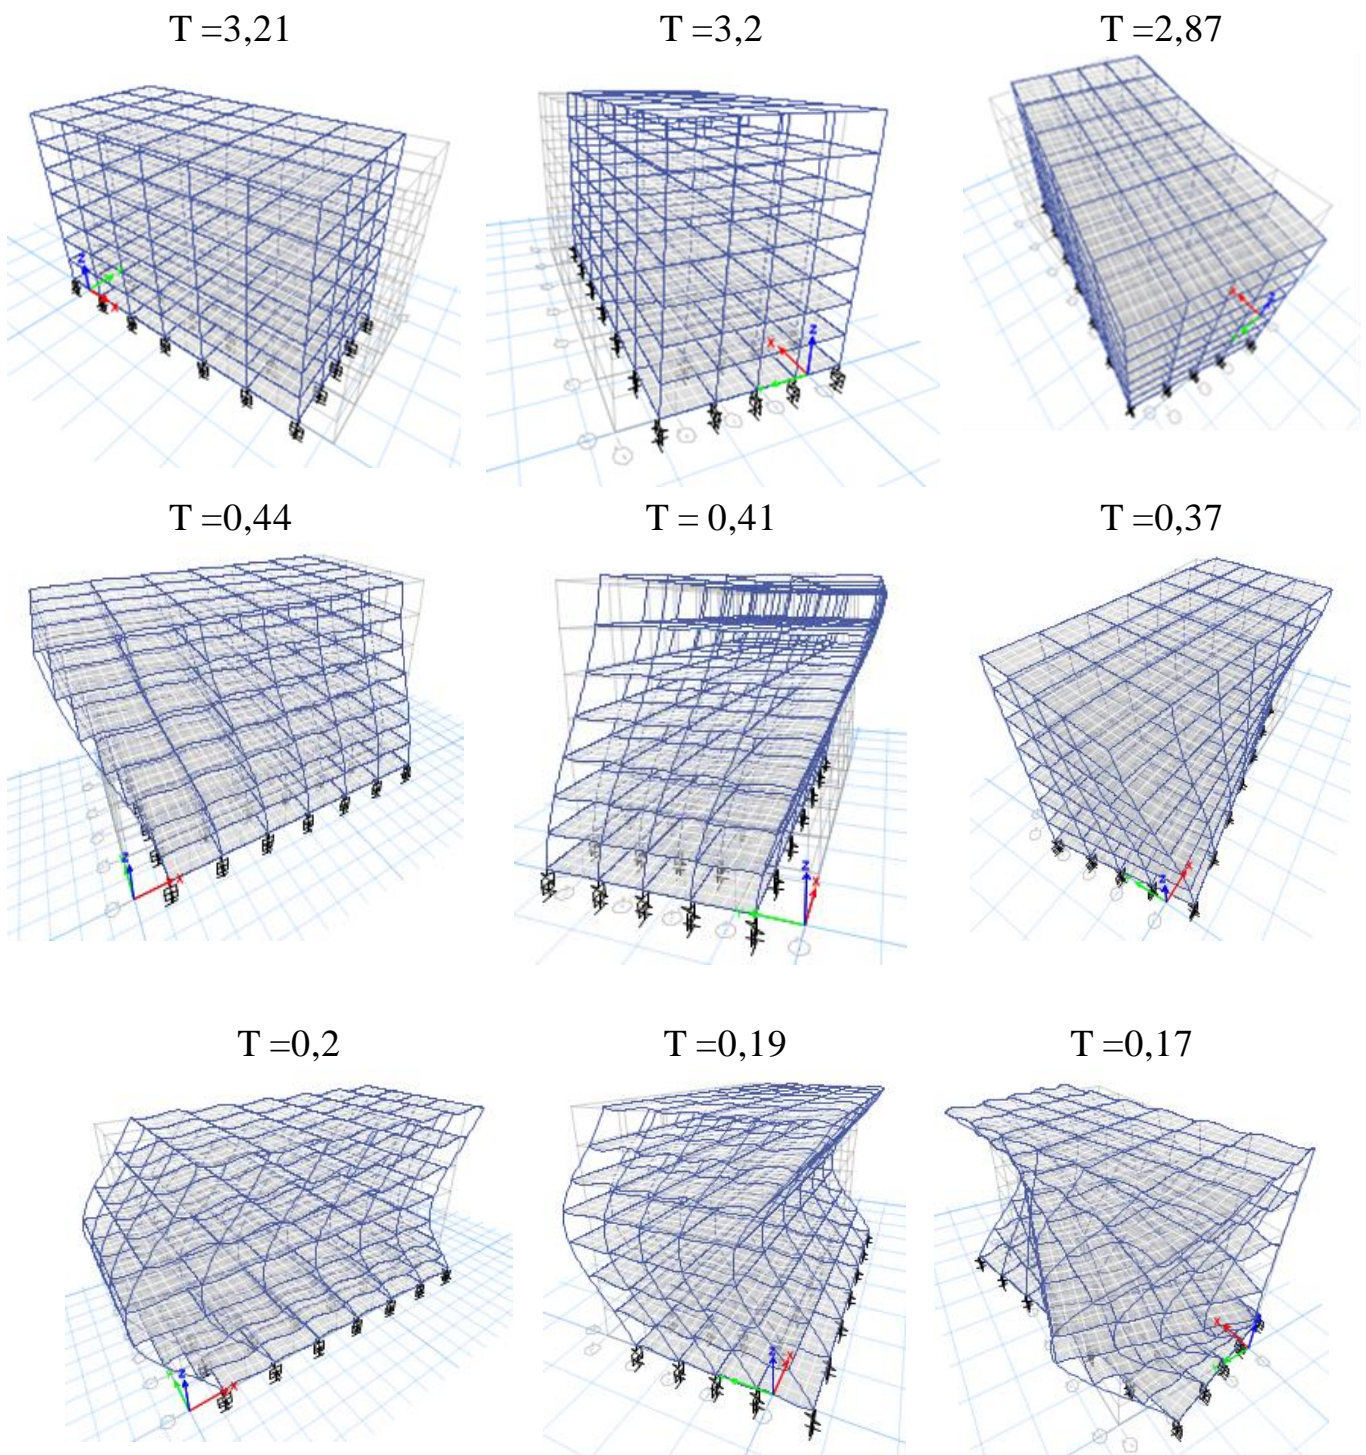 T =3,21
T =3,2
T =2,87
T =0,44
T = 0,41
T =0,37
T =0,2
T =0,19
T =0,17